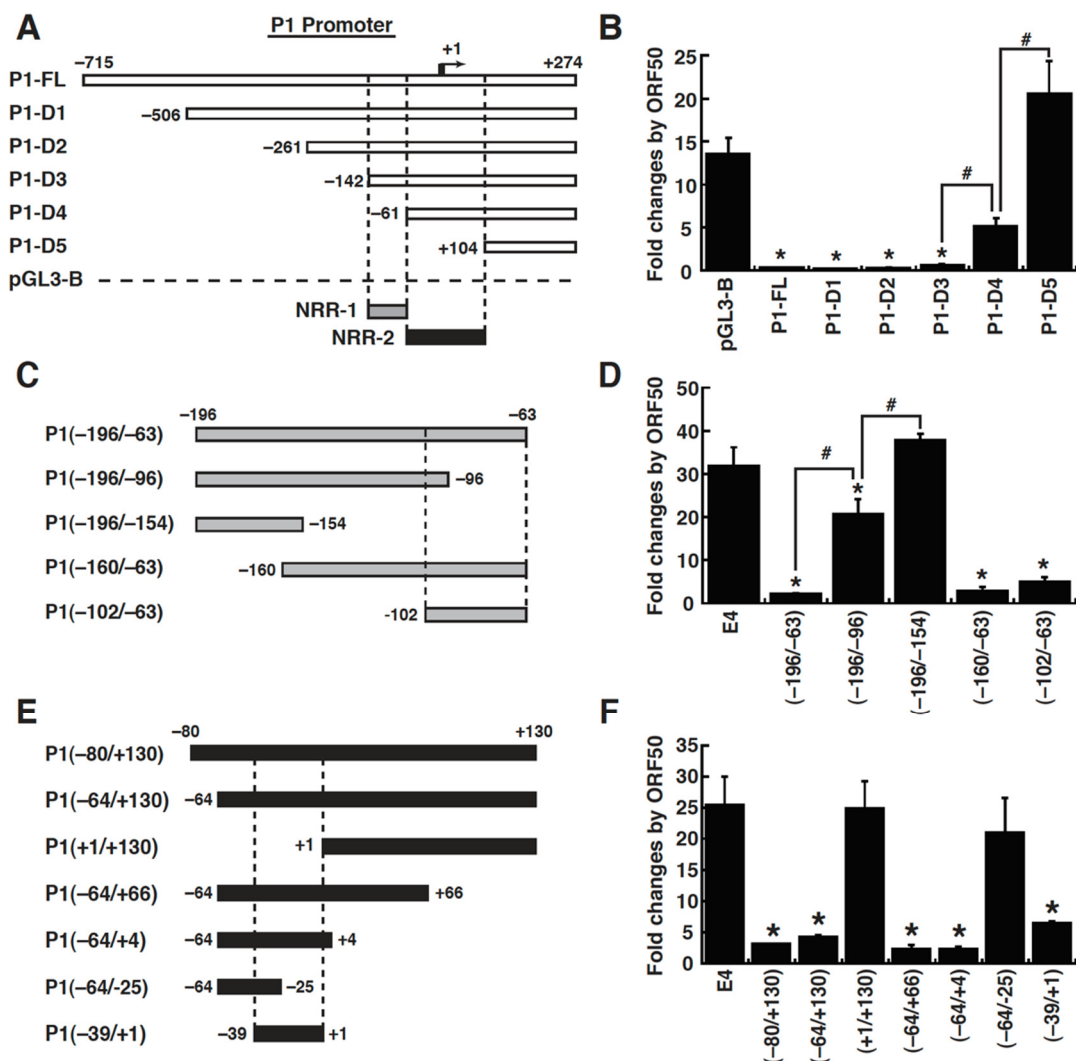 A
P1 Promoter
+1
−715
+274
P1-FL
P1-D1
−506
P1-D2
−261
P1-D3
−142
P1-D4
−61
P1-D5
+104
pGL3-B
NRR-1
NRR-2
B
Fold changes by ORF50
25
20
15
10
5
0
#
#
* * * *
pGL3-B
P1-FL
P1-D1
P1-D2
P1-D3
P1-D4
P1-D5
C
−196
−63
P1(−196/−63)
P1(−196/−96)
−96
P1(−196/−154)
−154
P1(−160/−63)
−160
P1(−102/−63)
-102
D
Fold changes by ORF50
50
40
30
20
10
0
#
#
* * * *
E4
(−196/−63)
(−196/−96)
(−196/−154)
(−160/−63)
(−102/−63)
E
−80
+130
P1(−80/+130)
P1(−64/+130)
−64
P1(+1/+130)
+1
P1(−64/+66)
−64
+66
P1(−64/+4)
−64
+4
P1(−64/-25)
−64
−25
P1(−39/+1)
−39
+1
F
Fold changes by ORF50
35
30
25
20
15
10
5
0
* * * * *
E4
(−80/+130)
(−64/+130)
(+1/+130)
(−64/+66)
(−64/+4)
(−64/-25)
(−39/+1)